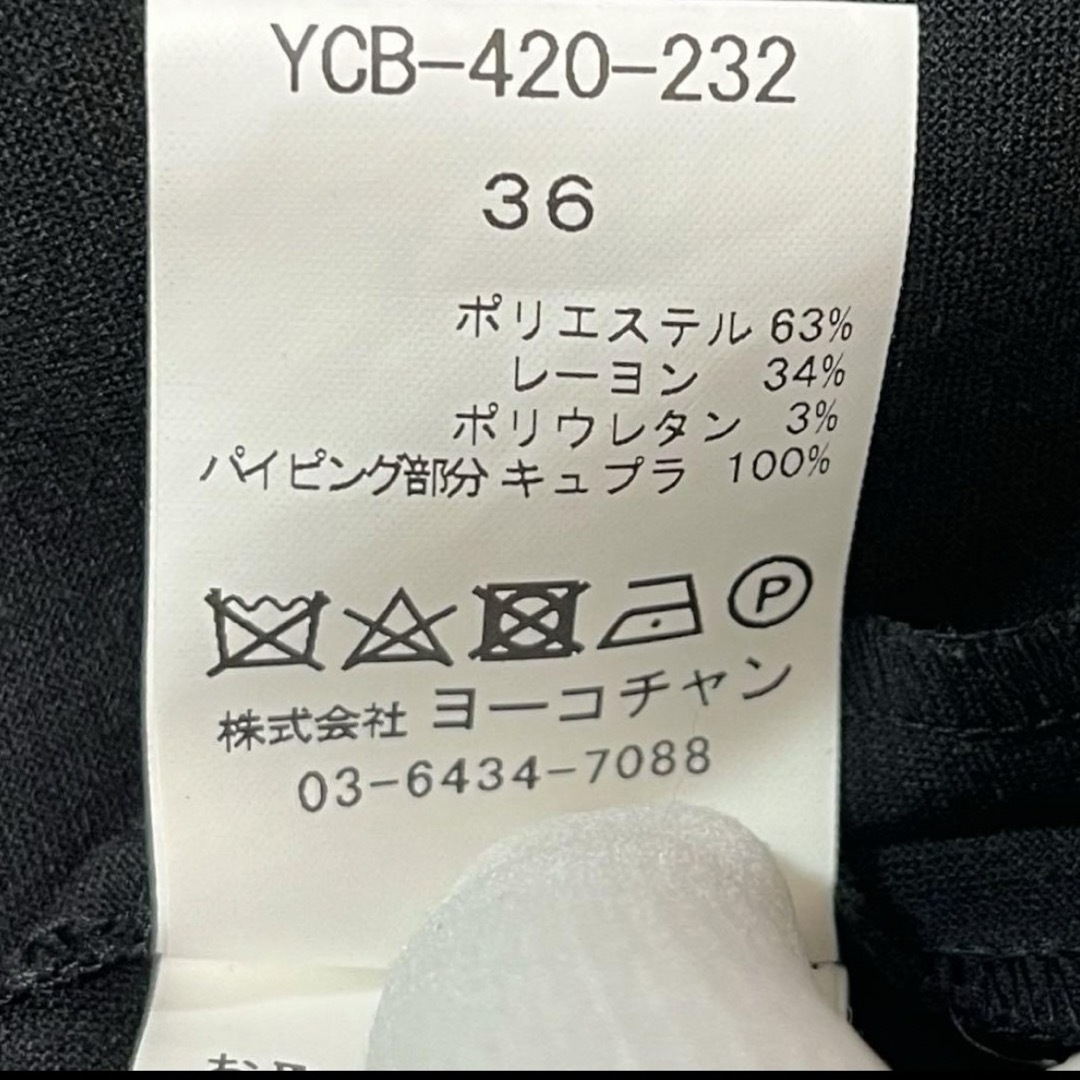 YCB-420-232
36
ポリエステル 63%
レーヨン 34%
ポリウレタン 3%
パイピング部分 キュプラ 100%
P
株式会社 ヨーコチャン
03-6434-7088